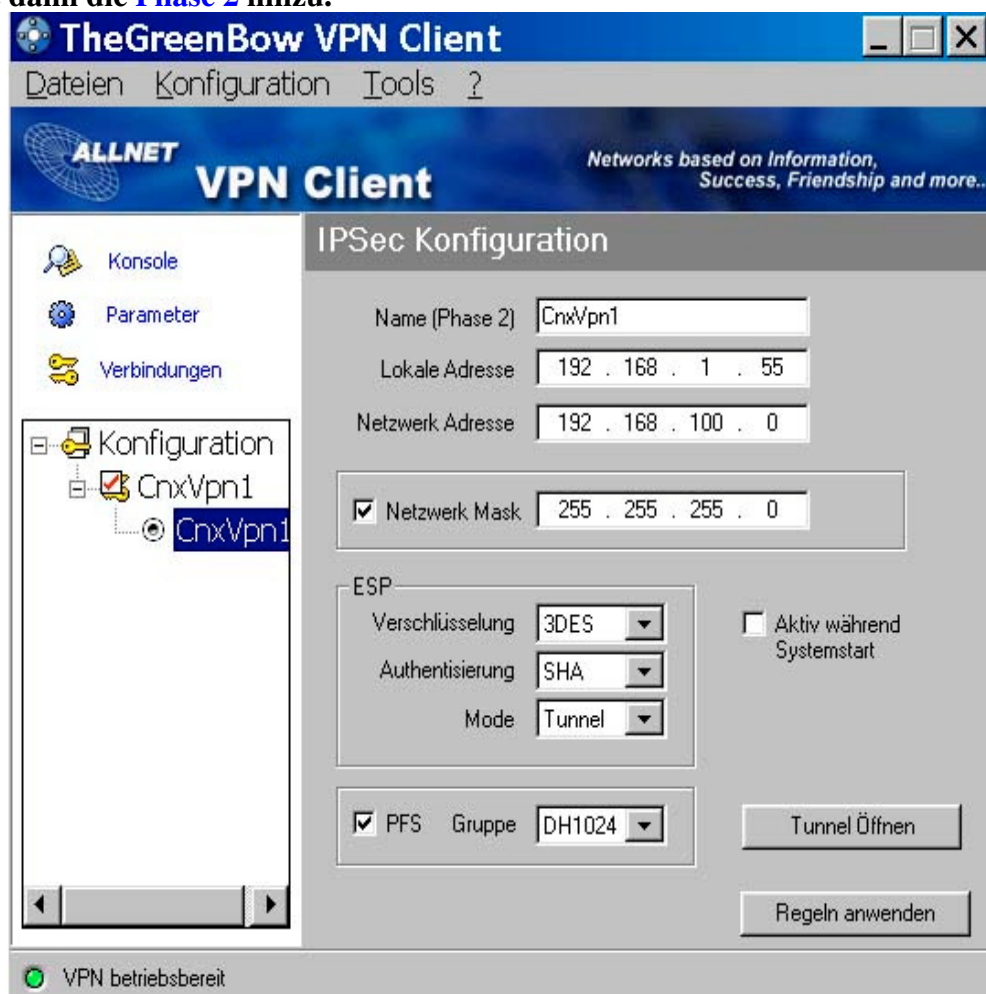 dann die Phase 2 hinzu.
TheGreenBow VPN Client
Dateien Konfiguration Tools ?
ALLNET
VPN Client
Networks based on Information,
Success, Friendship and more..
Konsole
Parameter
Verbindungen
Konfiguration
CnxVpn1
CnxVpn1
IPSec Konfiguration
Name (Phase 2) CnxVpn1
Lokale Adresse 192 . 168 . 1 . 55
Netzwerk Adresse 192 . 168 . 100 . 0
Netzwerk Mask 255 . 255 . 255 . 0
ESP
Verschlüsselung 3DES
Authentisierung SHA
Mode Tunnel
Aktiv während
Systemstart
PFS Gruppe DH1024
Tunnel Öffnen
Regeln anwenden
VPN betriebsbereit